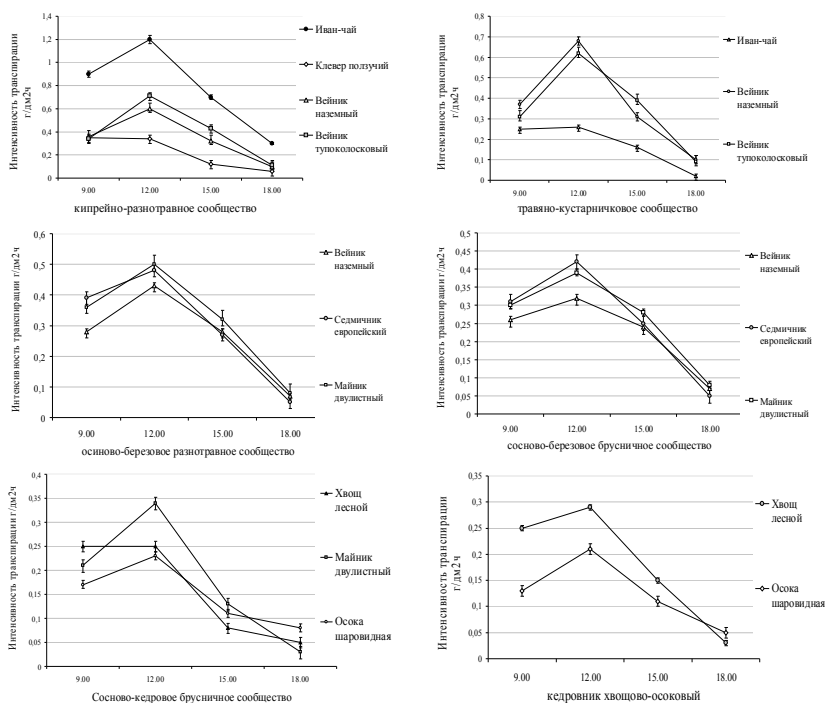 Интенсивность транспирации
г/дм2ч
1,4
1,2
1
0,8
0,6
0,4
0,2
0
9.00
12.00
15.00
18.00
кипрейно-разнотравное сообщество
Иван-чай
Клевер ползучий
Вейник
наземный
Вейник
тупоколосковый
Интенсивность транспирации
г/дм2ч
0,8
0,7
0,6
0,5
0,4
0,3
0,2
0,1
0
9.00
12.00
15.00
18.00
травяно-кустарничковое сообщество
Иван-чай
Вейник
наземный
Вейник
тупоколосковый
Интенсивность транспирации г/дм2ч
0,6
0,5
0,4
0,3
0,2
0,1
0
9.00
12.00
15.00
18.00
осиново-березовое разнотравное сообщество
Вейник
наземный
Седмичник
европейский
Майник
двулистный
Интенсивность транспирации г/дм2ч
0,5
0,45
0,4
0,35
0,3
0,25
0,2
0,15
0,1
0,05
0
9.00
12.00
15.00
18.00
сосново-березовое брусничное сообщество
Вейник
наземный
Седмичник
европейский
Майник
двулистный
Интенсивность транспирации г/дм2ч
0,4
0,35
0,3
0,25
0,2
0,15
0,1
0,05
0
9.00
12.00
15.00
18.00
Сосново-кедровое брусничное сообщество
Хвощ
лесной
Майник
двулистный
Осока
шаровидная
Интенсивность транспирации
г/дм2ч
0,35
0,3
0,25
0,2
0,15
0,1
0,05
0
9.00
12.00
15.00
18.00
кедровник хвощово-осоковый
Хвощ
лесной
Осока
шаровидная